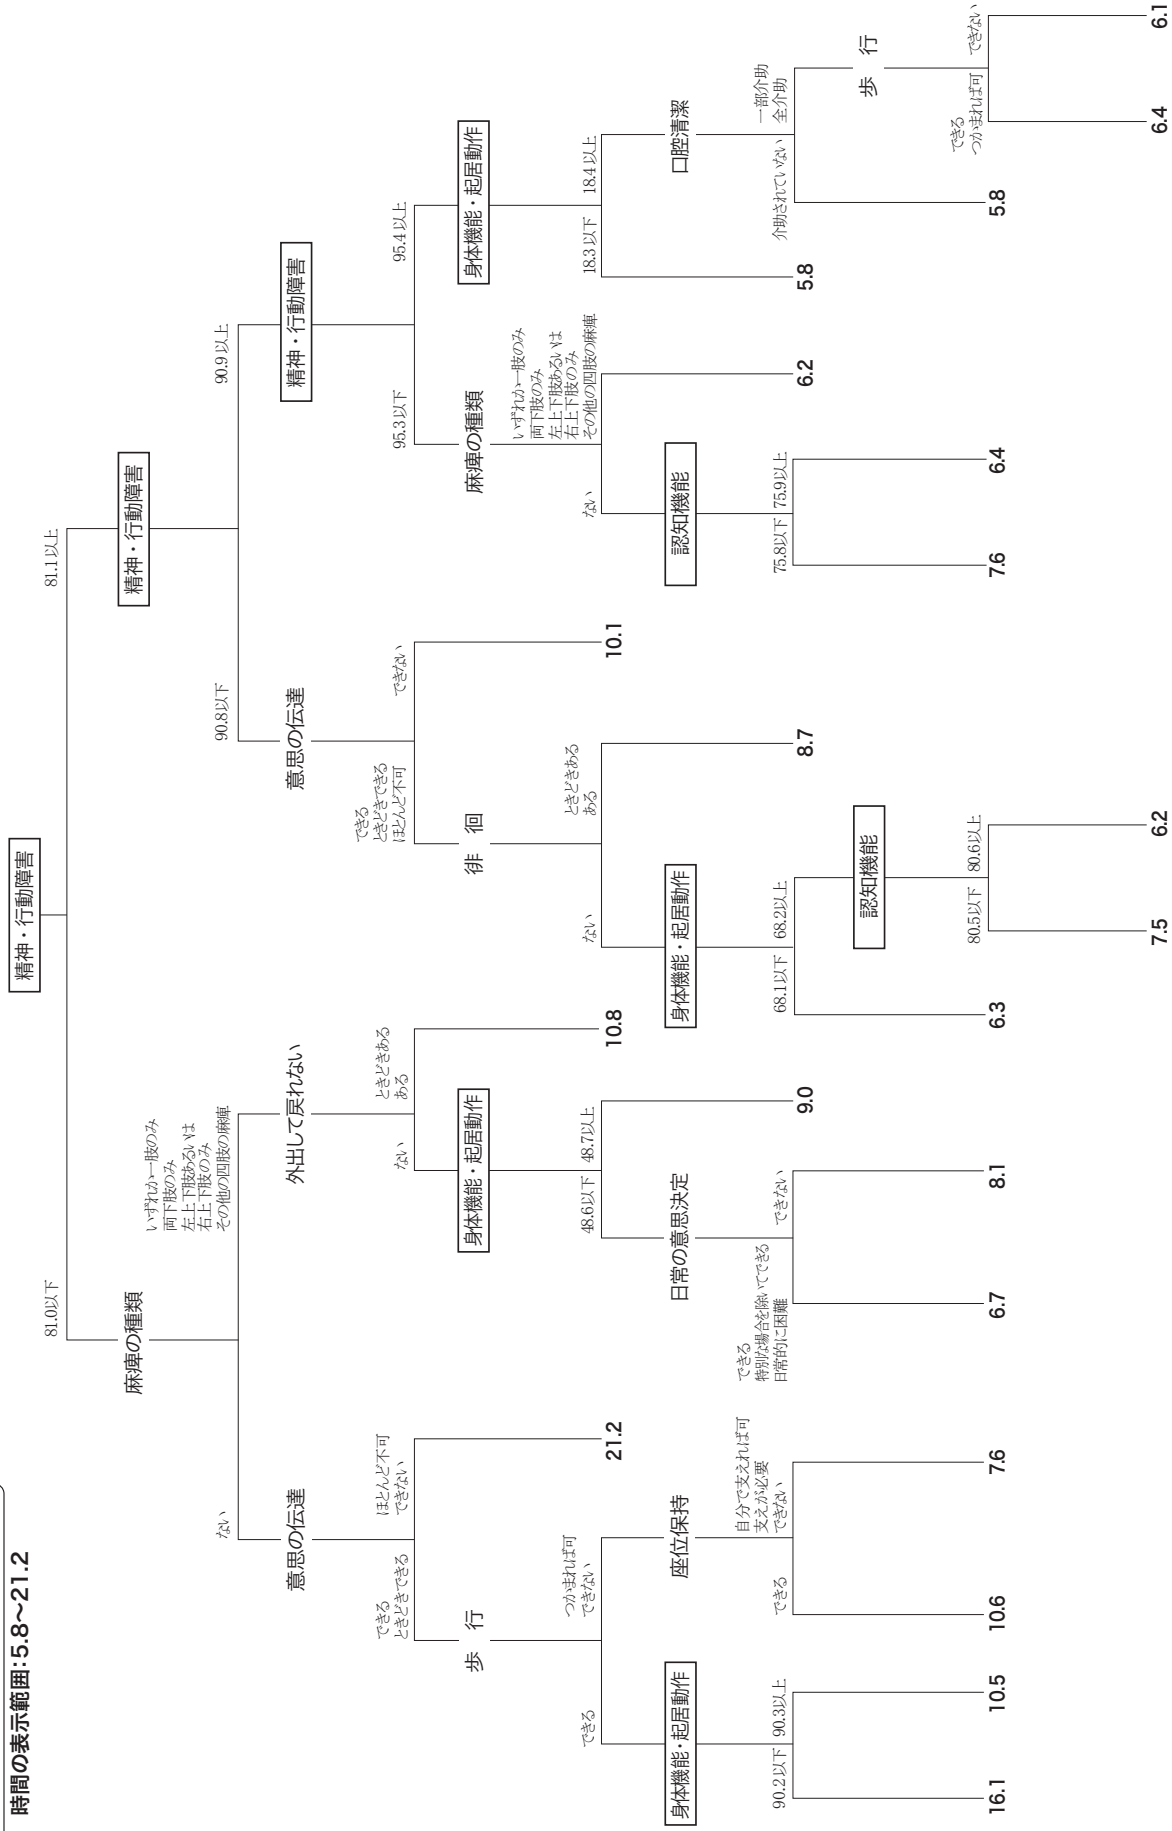 時間の表示範囲:5.8〜21.2
精神・行動障害
81.0以下
81.1以上
麻痺の種類
精神・行動障害
ない
いずれか一肢のみ
両下肢のみ
左上下肢あるいは
右上下肢のみ
その他の四肢の麻痺
90.8以下
90.9以上
意思の伝達
外出して戻れない
意思の伝達
精神・行動障害
できる
ときどきできる
ほとんど不可
できない
ない
ときどきある
ある
できる
ときどきできる
ほとんど不可
できない
95.3以下
95.4以上
歩 行
身体機能・起居動作
徘 徊
麻痺の種類
身体機能・起居動作
できる
つかまれば可
できない
21.2
48.6以下
48.7以上
10.8
ない
ときどきある
ある
10.1
ない
いずれか一肢のみ
両下肢のみ
左上下肢あるいは
右上下肢のみ
その他の四肢の麻痺
18.3以下
18.4以上
身体機能・起居動作
座位保持
日常の意思決定
身体機能・起居動作
認知機能
口腔清潔
90.2以下
90.3以上
できる
自分で支えれば可
支えが必要
できない
できる
特別な場合を除いてできる
日常的に困難
できない
9.0
68.1以下
68.2以上
8.7
75.8以下
75.9以上
6.2
5.8
介助されていない
一部介助
全介助
認知機能
歩 行
16.1
10.5
10.6
7.6
6.7
8.1
6.3
80.5以下
80.6以上
7.6
6.4
5.8
できる
つかまれば可
できない
7.5
6.2
6.4
6.1